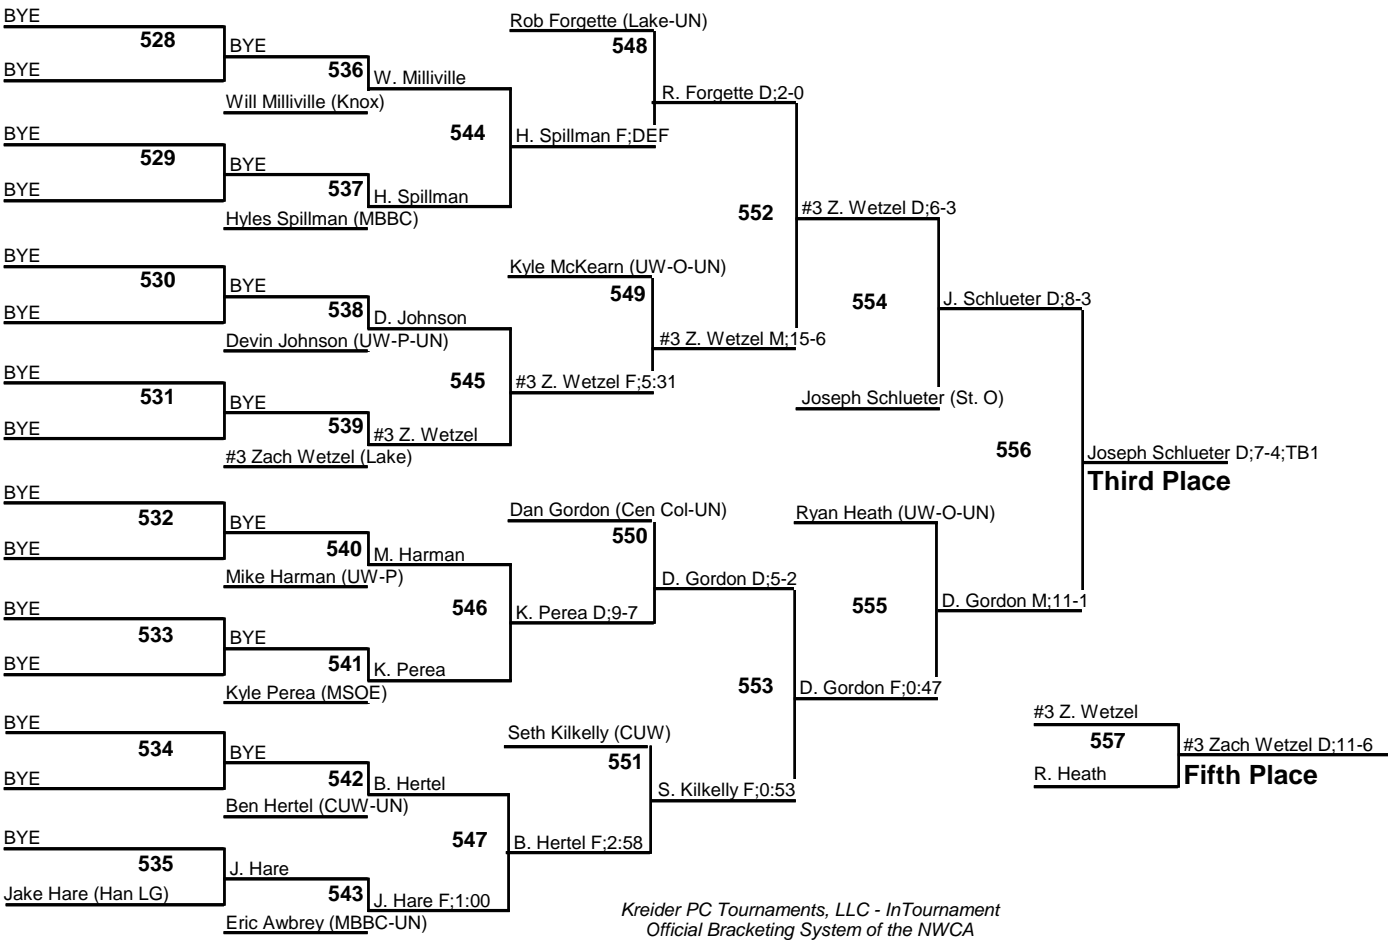 BYE
528
BYE
BYE
536
W. Milliville
Will Milliville (Knox)
BYE
529
BYE
BYE
537
H. Spillman
Hyles Spillman (MBBC)
544
H. Spillman F;DEF
Rob Forgette (Lake-UN)
548
R. Forgette D;2-0
BYE
530
BYE
BYE
538
D. Johnson
Devin Johnson (UW-P-UN)
BYE
531
BYE
BYE
539
#3 Z. Wetzel
#3 Zach Wetzel (Lake)
545
#3 Z. Wetzel F;5:31
Kyle McKearn (UW-O-UN)
549
#3 Z. Wetzel M;15-6
552
#3 Z. Wetzel D;6-3
554
J. Schlueter D;8-3
Joseph Schlueter (St. O)
556
Joseph Schlueter D;7-4;TB1
Third Place
BYE
532
BYE
BYE
540
M. Harman
Mike Harman (UW-P)
BYE
533
BYE
BYE
541
K. Perea
Kyle Perea (MSOE)
546
K. Perea D;9-7
Dan Gordon (Cen Col-UN)
550
D. Gordon D;5-2
Ryan Heath (UW-O-UN)
555
D. Gordon M;11-1
553
D. Gordon F;0:47
BYE
534
BYE
BYE
542
B. Hertel
Ben Hertel (CUW-UN)
BYE
535
J. Hare
Jake Hare (Han LG)
543
J. Hare F;1:00
Eric Awbrey (MBBC-UN)
547
B. Hertel F;2:58
Seth Kilkelly (CUW)
551
S. Kilkelly F;0:53
#3 Z. Wetzel
557
#3 Zach Wetzel D;11-6
R. Heath
Fifth Place
Kreider PC Tournaments, LLC - InTournament
Official Bracketing System of the NWCA